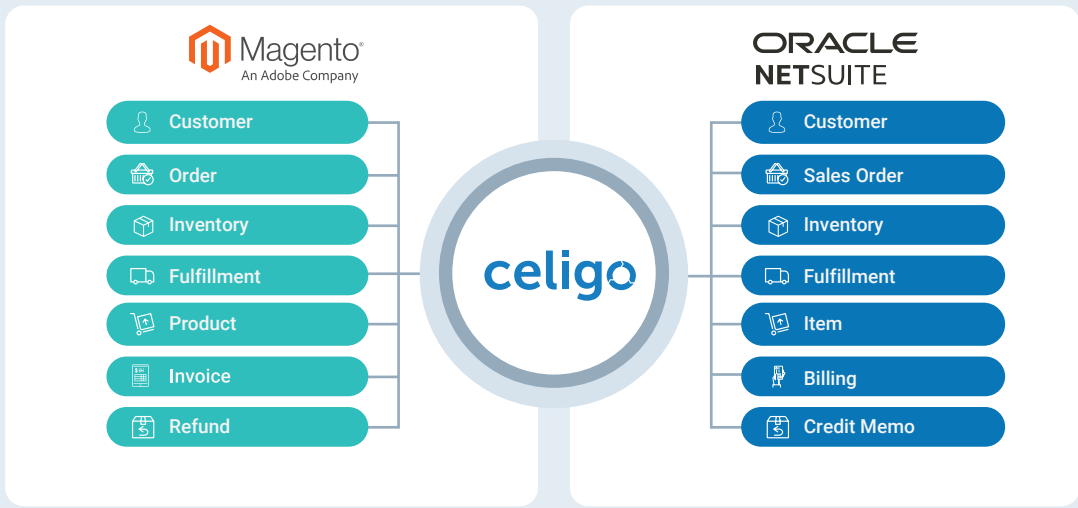 Magento®
An Adobe Company
Customer
Order
Inventory
Fulfillment
Product
Invoice
Refund
celigo
ORACLE
NETSUITE
Customer
Sales Order
Inventory
Fulfillment
Item
Billing
Credit Memo